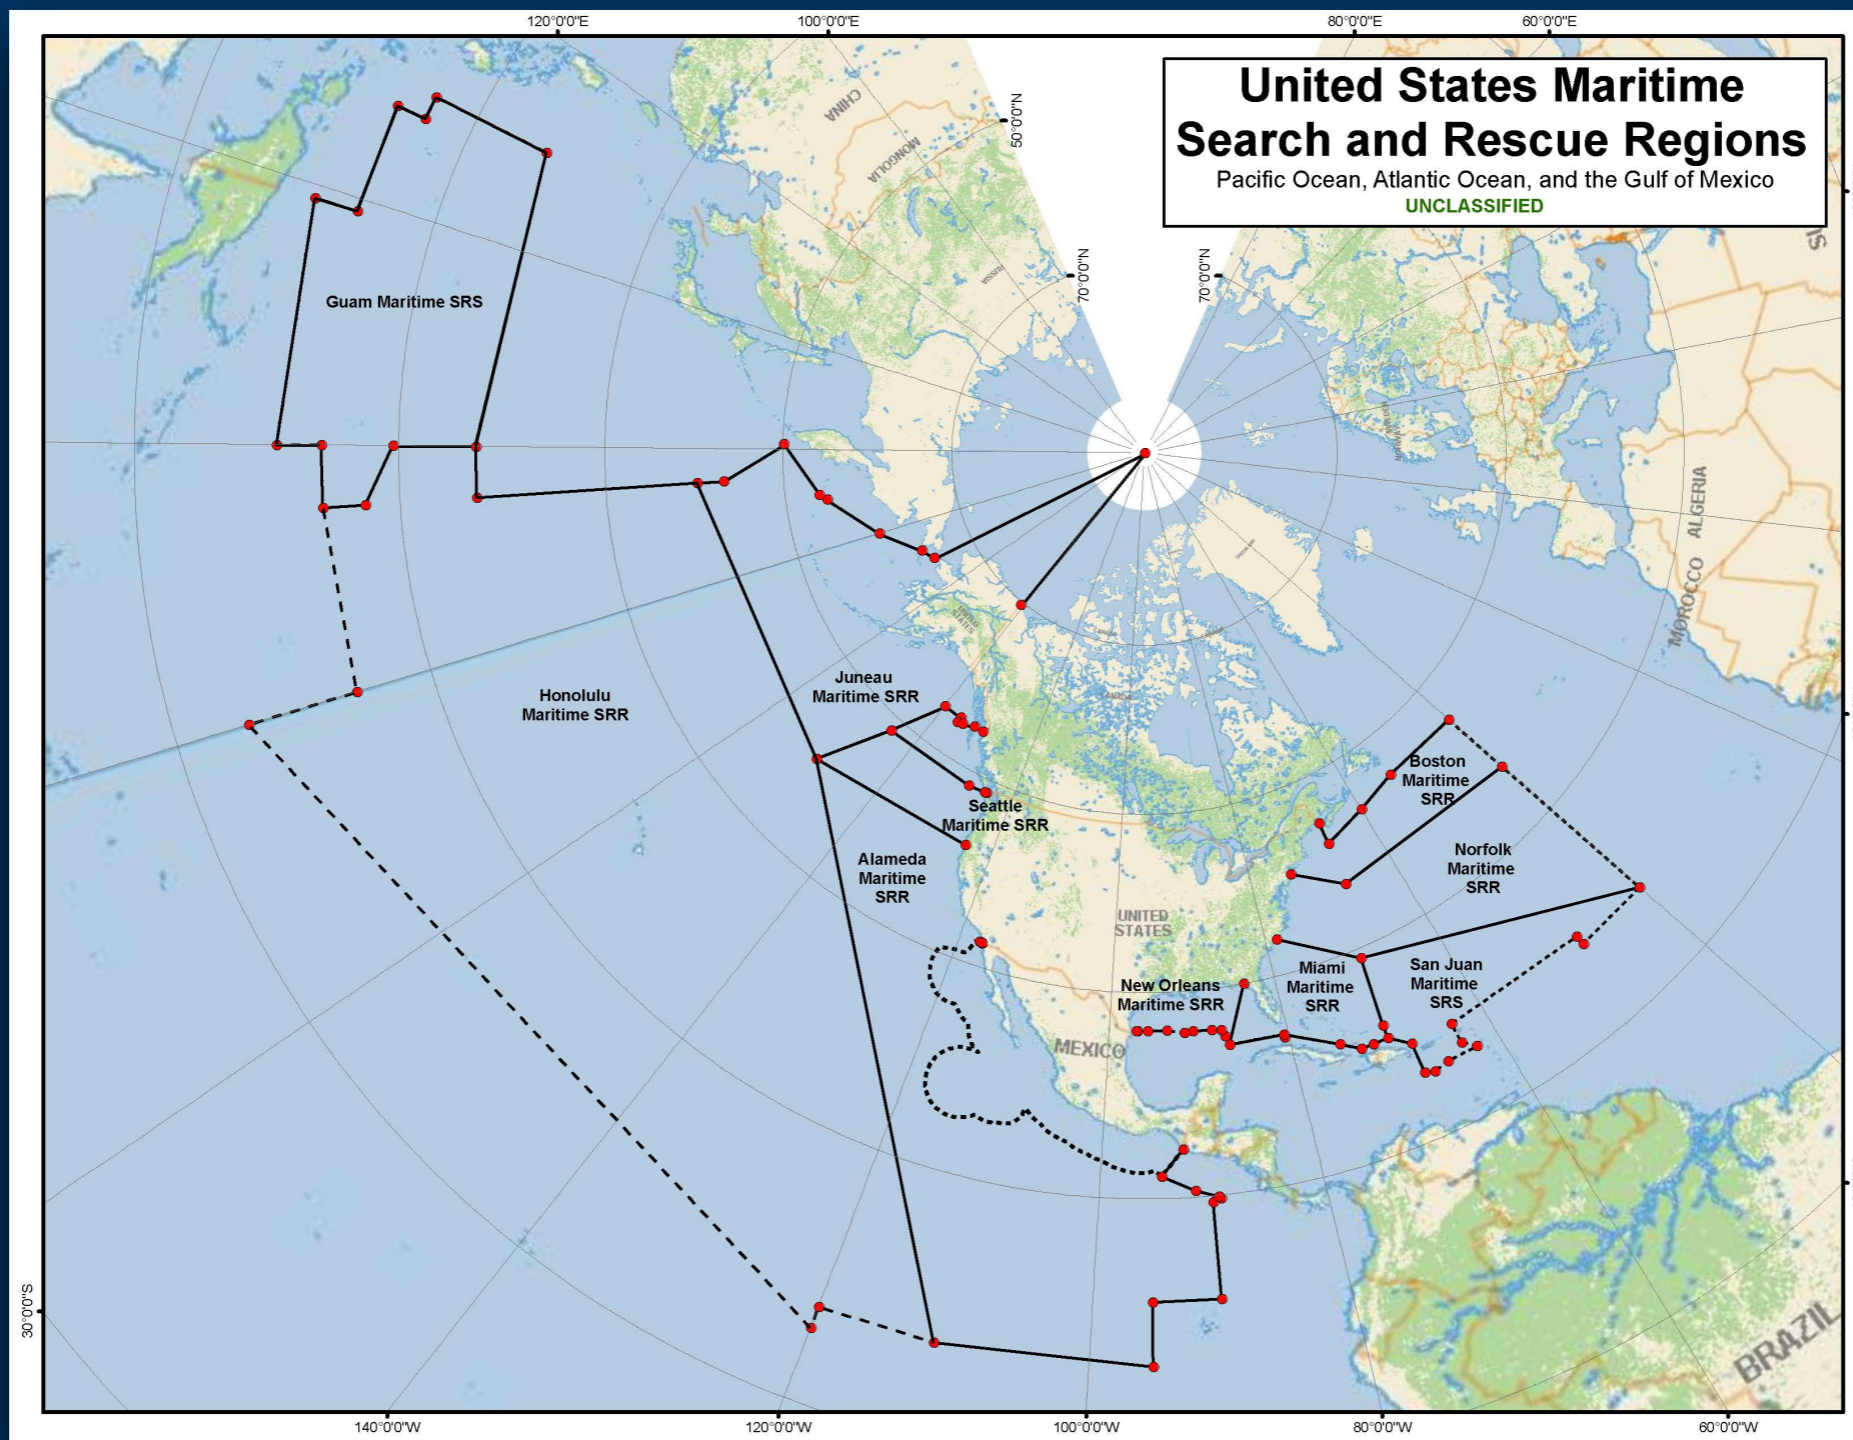 120°0'0"E
100°0'0"E
80°0'0"E
60°0'0"E
United States Maritime
Search and Rescue Regions
Pacific Ocean, Atlantic Ocean, and the Gulf of Mexico
UNCLASSIFIED
50°0'0"N
70°0'0"N
70°0'0"N
CHINA
MONGOLIA
RUSSIA
Guam Maritime SRS
ALGERIA
MOROCCO
UNITED
STATES
Juneau
Maritime SRR
Honolulu
Maritime SRR
Boston
Maritime
SRR
Seattle
Maritime SRR
Alameda
Maritime
SRR
Norfolk
Maritime
SRR
UNITED
STATES
New Orleans
Maritime SRR
Miami
Maritime
SRR
San Juan
Maritime
SRS
MEXICO
BRAZIL
30°0'0"S
140°0'0"W
120°0'0"W
100°0'0"W
80°0'0"W
60°0'0"W